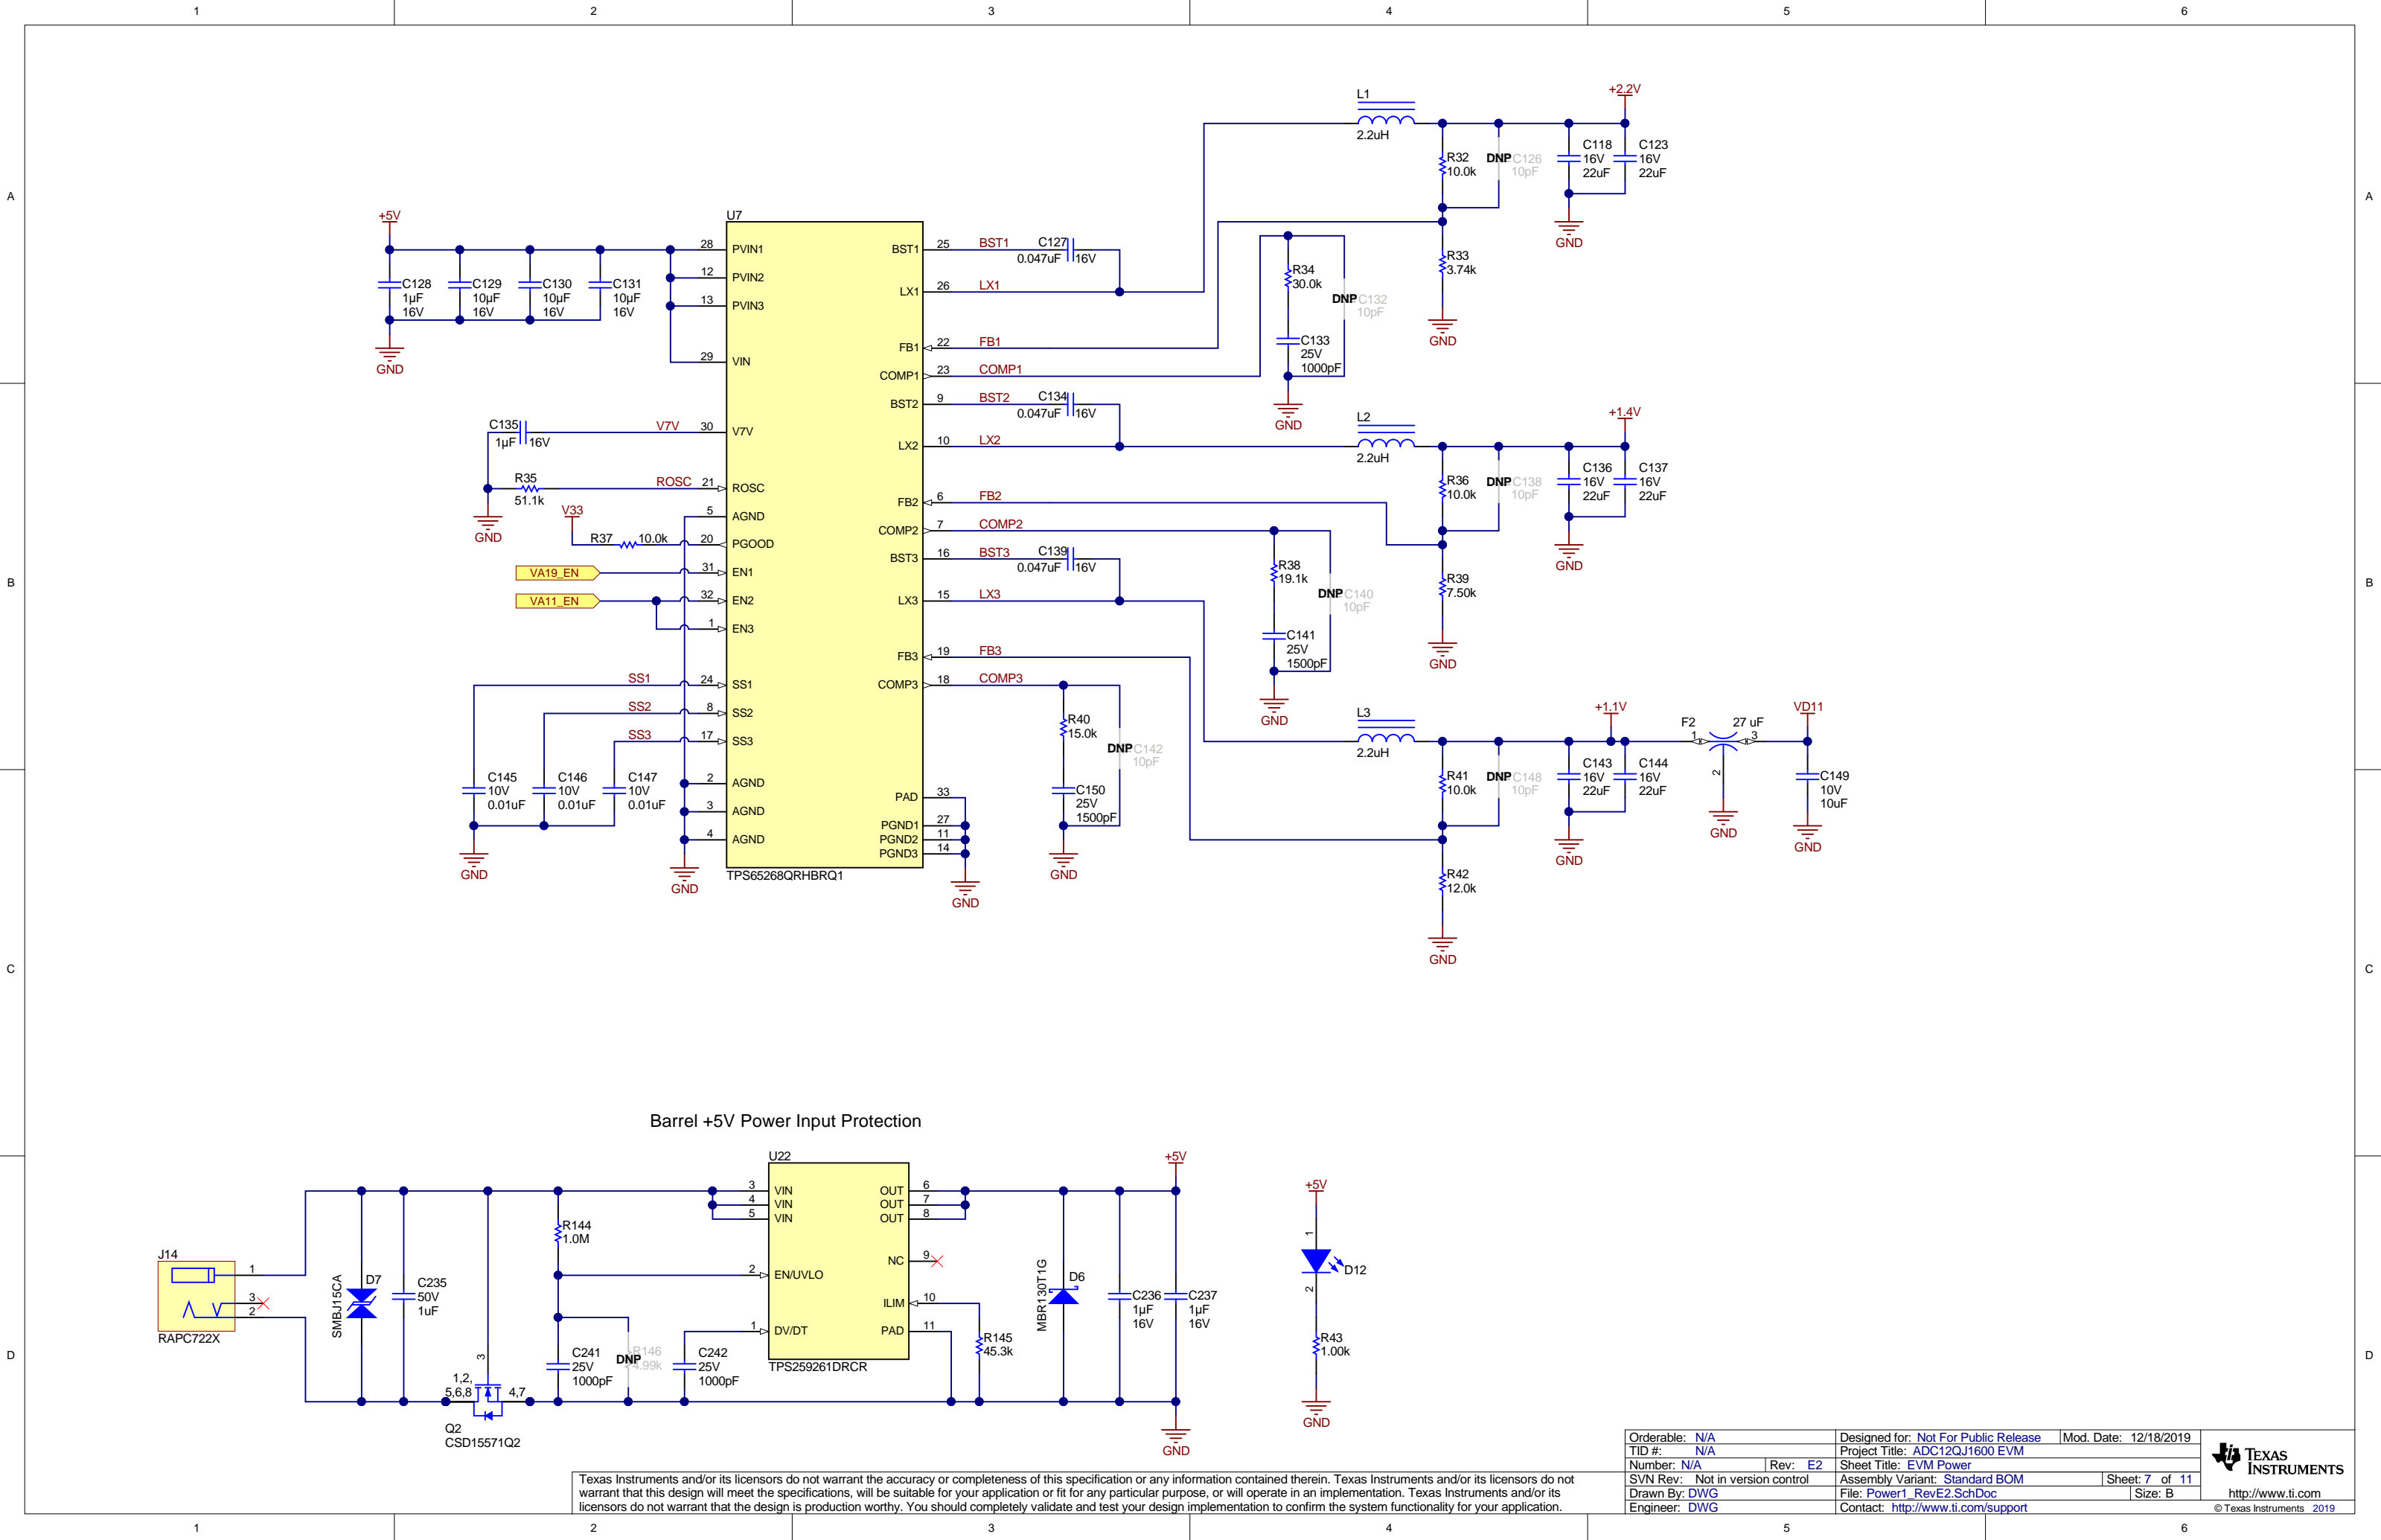 1 2 3 4 5 6
A
A
B
B
C
C
D
D
+5V
C128
1µF
16V
C129
10µF
16V
C130
10µF
16V
C131
10µF
16V
GND
C135
1µF 16V
V7V
R35
51.1k
ROSC
GND
V33
R37 10.0k
VA19_EN
VA11_EN
SS1
SS2
SS3
C145
10V
0.01uF
C146
10V
0.01uF
C147
10V
0.01uF
GND
GND
U7
28 PVIN1
12 PVIN2
13 PVIN3
29 VIN
30 V7V
21 ROSC
5 AGND
20 PGOOD
31 EN1
32 EN2
1 EN3
24 SS1
8 SS2
17 SS3
2 AGND
3 AGND
4 AGND
BST1 25 BST1
LX1 26 LX1
FB1 22 FB1
COMP1 23 COMP1
BST2 9 BST2
LX2 10 LX2
FB2 6 FB2
COMP2 7 COMP2
BST3 16 BST3
LX3 15 LX3
FB3 19 FB3
COMP3 18 COMP3
PAD 33
PGND1 27
PGND2 11
PGND3 14
TPS65268QRHBRQ1
GND
C127
0.047uF 16V
C134
0.047uF 16V
C139
0.047uF 16V
L1
2.2uH
+2.2V
R32
10.0k
DNP C126
10pF
C118
16V
22uF
C123
16V
22uF
GND
R33
3.74k
GND
R34
30.0k
DNP C132
10pF
C133
25V
1000pF
GND
L2
2.2uH
+1.4V
R36
10.0k
DNP C138
10pF
C136
16V
22uF
C137
16V
22uF
GND
R39
7.50k
GND
R38
19.1k
DNP C140
10pF
C141
25V
1500pF
GND
R40
15.0k
DNP C142
10pF
C150
25V
1500pF
GND
L3
2.2uH
+1.1V
R41
10.0k
DNP C148
10pF
C143
16V
22uF
C144
16V
22uF
GND
R42
12.0k
GND
F2 27 uF
1 3
2
GND
VD11
C149
10V
10uF
GND
Barrel +5V Power Input Protection
J14
1
3
2
RAPC722X
SMBJ15CA
D7
C235
50V
1uF
3
1,2,
5,6,8 4,7
Q2
CSD15571Q2
R144
1.0M
C241
25V
1000pF
DNP R146
4.99k
C242
25V
1000pF
U22
3 VIN
4 VIN
5 VIN
2 EN/UVLO
1 DV/DT
OUT 6
OUT 7
OUT 8
NC 9
ILIM 10
PAD 11
TPS259261DRCR
R145
45.3k
MBR130T1G
D6
C236
1µF
16V
C237
1µF
16V
+5V
GND
+5V
1
D12
2
R43
1.00k
GND
Texas Instruments and/or its licensors do not warrant the accuracy or completeness of this specification or any information contained therein. Texas Instruments and/or its licensors do not
warrant that this design will meet the specifications, will be suitable for your application or fit for any particular purpose, or will operate in an implementation. Texas Instruments and/or its
licensors do not warrant that the design is production worthy. You should completely validate and test your design implementation to confirm the system functionality for your application.
Orderable: N/A Designed for: Not For Public Release Mod. Date: 12/18/2019
TID #: N/A Project Title: ADC12QJ1600 EVM
Number: N/A Rev: E2 Sheet Title: EVM Power
SVN Rev: Not in version control Assembly Variant: Standard BOM Sheet: 7 of 11
Drawn By: DWG File: Power1_RevE2.SchDoc Size: B
Engineer: DWG Contact: http://www.ti.com/support
TEXAS
INSTRUMENTS
http://www.ti.com
© Texas Instruments 2019
1 2 3 4 5 6